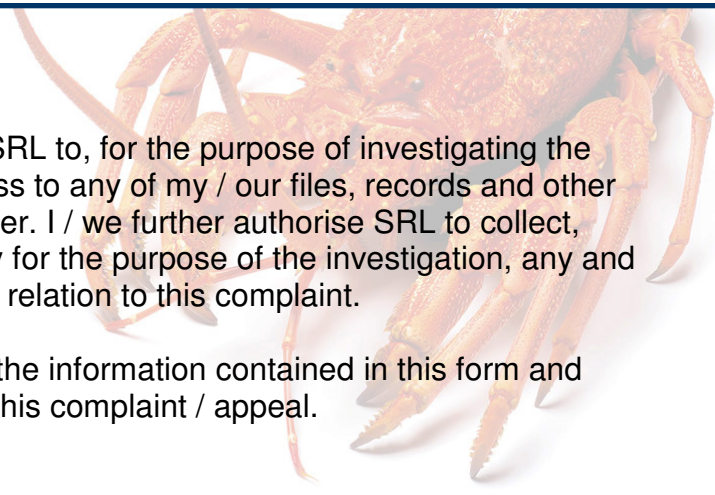 SRL to, for the purpose of investigating the
ss to any of my / our files, records and other
er. I / we further authorise SRL to collect,
for the purpose of the investigation, any and
relation to this complaint.
the information contained in this form and
his complaint / appeal.